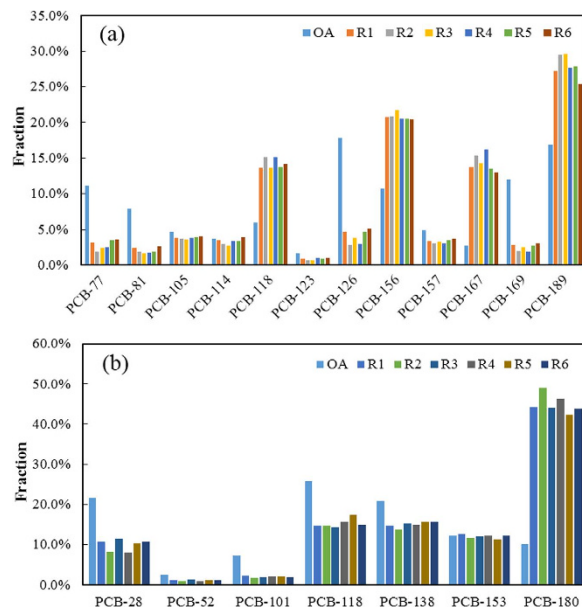 (a)
OA R1 R2 R3 R4 R5 R6
Fraction
35.0%
30.0%
25.0%
20.0%
15.0%
10.0%
5.0%
0.0%
PCB-77 PCB-81 PCB-105 PCB-114 PCB-118 PCB-123 PCB-126 PCB-156 PCB-157 PCB-167 PCB-169 PCB-189
(b)
OA R1 R2 R3 R4 R5 R6
Fraction
60.0%
50.0%
40.0%
30.0%
20.0%
10.0%
0.0%
PCB-28 PCB-52 PCB-101 PCB-118 PCB-138 PCB-153 PCB-180